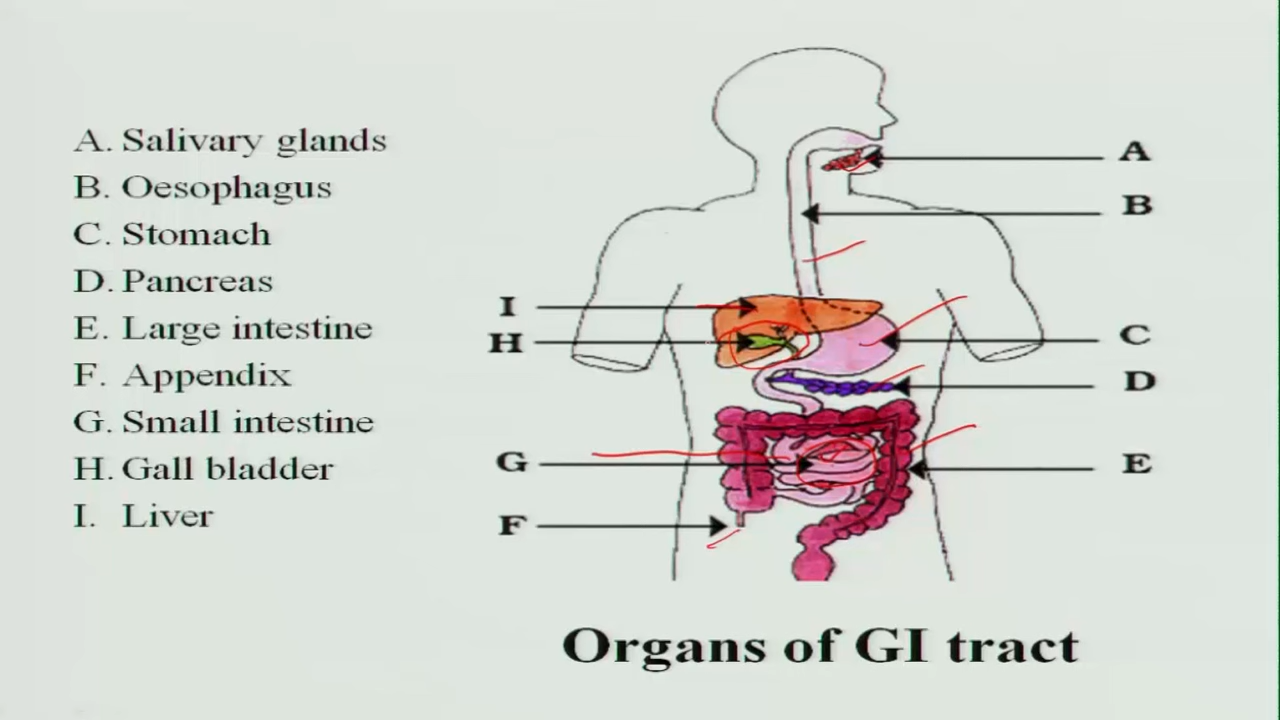 A. Salivary glands
B. Oesophagus
C. Stomach
D. Pancreas
E. Large intestine
F. Appendix
G. Small intestine
H. Gall bladder
I. Liver
A
B
I
H
C
D
G
E
F
Organs of GI tract